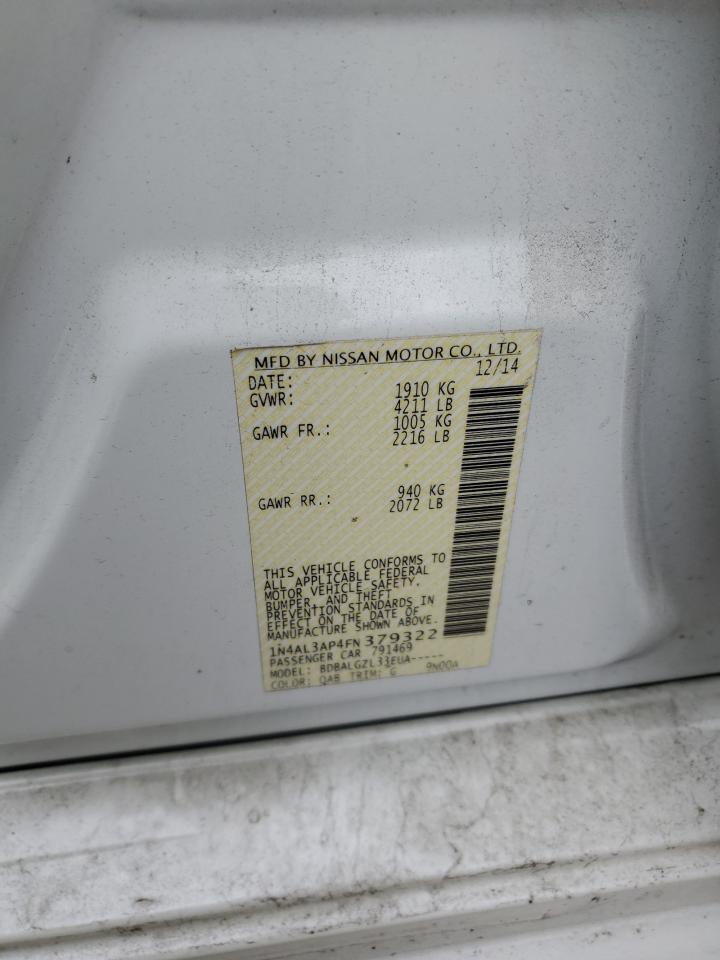 MFD BY NISSAN MOTOR CO., LTD.
DATE: 12/14
GVWR: 1910 KG
4211 LB
GAWR FR.: 1005 KG
2216 LB
GAWR RR.: 940 KG
2072 LB
THIS VEHICLE CONFORMS TO
ALL APPLICABLE FEDERAL
MOTOR VEHICLE SAFETY,
BUMPER, AND THEFT
PREVENTION STANDARDS IN
EFFECT ON THE DATE OF
MANUFACTURE SHOWN ABOVE.
1N4AL3AP4FN379322
PASSENGER CAR 791469
MODEL: BDBALGZL33EUA-----
COLOR: QAB TRIM: G 9N00A